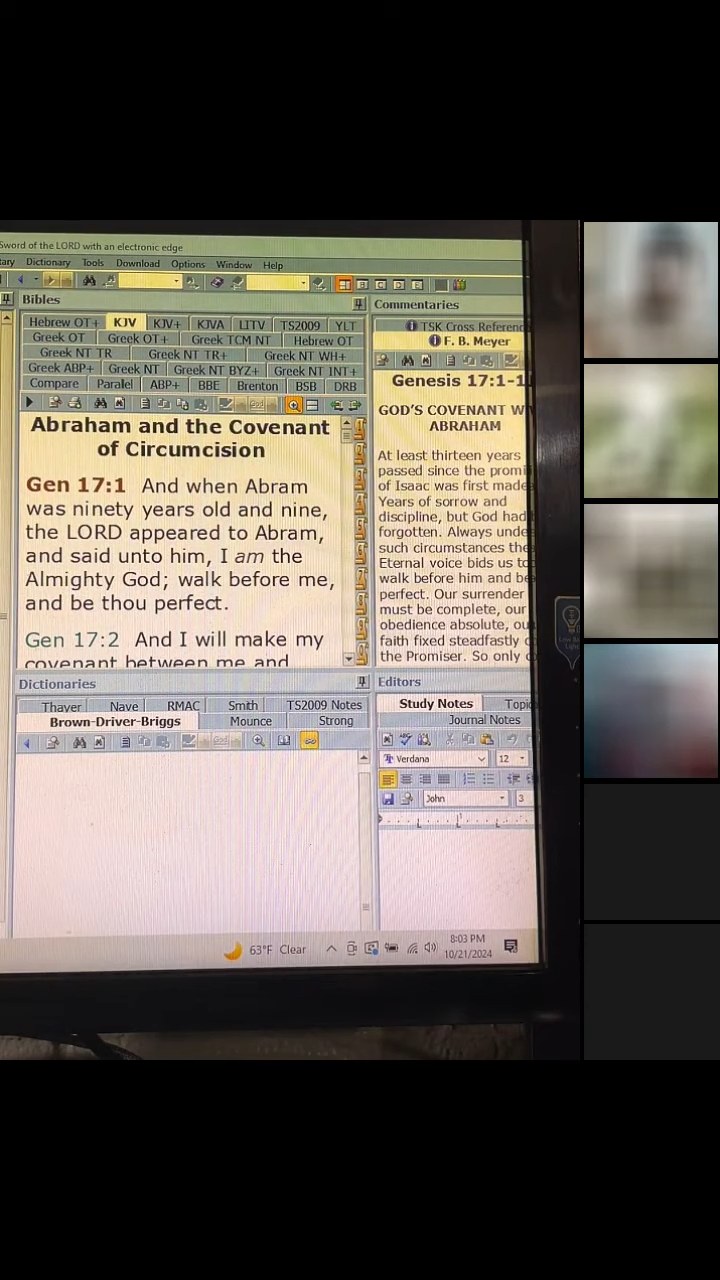 Sword of the LORD with an electronic edge
tary Dictionary Tools Download Options Window Help
Bibles
Hebrew OT+ KJV KJV+ KJVA LITV TS2009 YLT
Greek OT Greek OT+ Greek TCM NT Hebrew OT
Greek NT TR Greek NT TR+ Greek NT WH+
Greek ABP+ Greek NT Greek NT BYZ+ Greek NT INT+
Compare Parallel ABP+ BBE Brenton BSB DRB
Abraham and the Covenant
of Circumcision
Gen 17:1 And when Abram
was ninety years old and nine,
the LORD appeared to Abram,
and said unto him, I am the
Almighty God; walk before me,
and be thou perfect.
Gen 17:2 And I will make my
covenant between me and
Commentaries
TSK Cross Referenc
F. B. Meyer
Genesis 17:1-1
GOD'S COVENANT W
ABRAHAM
At least thirteen years
passed since the promi
of Isaac was first made
Years of sorrow and
discipline, but God had
forgotten. Always unde
such circumstances the
Eternal voice bids us to
walk before him and be
perfect. Our surrender
must be complete, our
obedience absolute, ou
faith fixed steadfastly o
the Promiser. So only
Dictionaries
Thayer Nave RMAC Smith TS2009 Notes
Brown-Driver-Briggs Mounce Strong
Editors
Study Notes Topic
Journal Notes
Verdana 12
John 3
63°F Clear
8:03 PM
10/21/2024